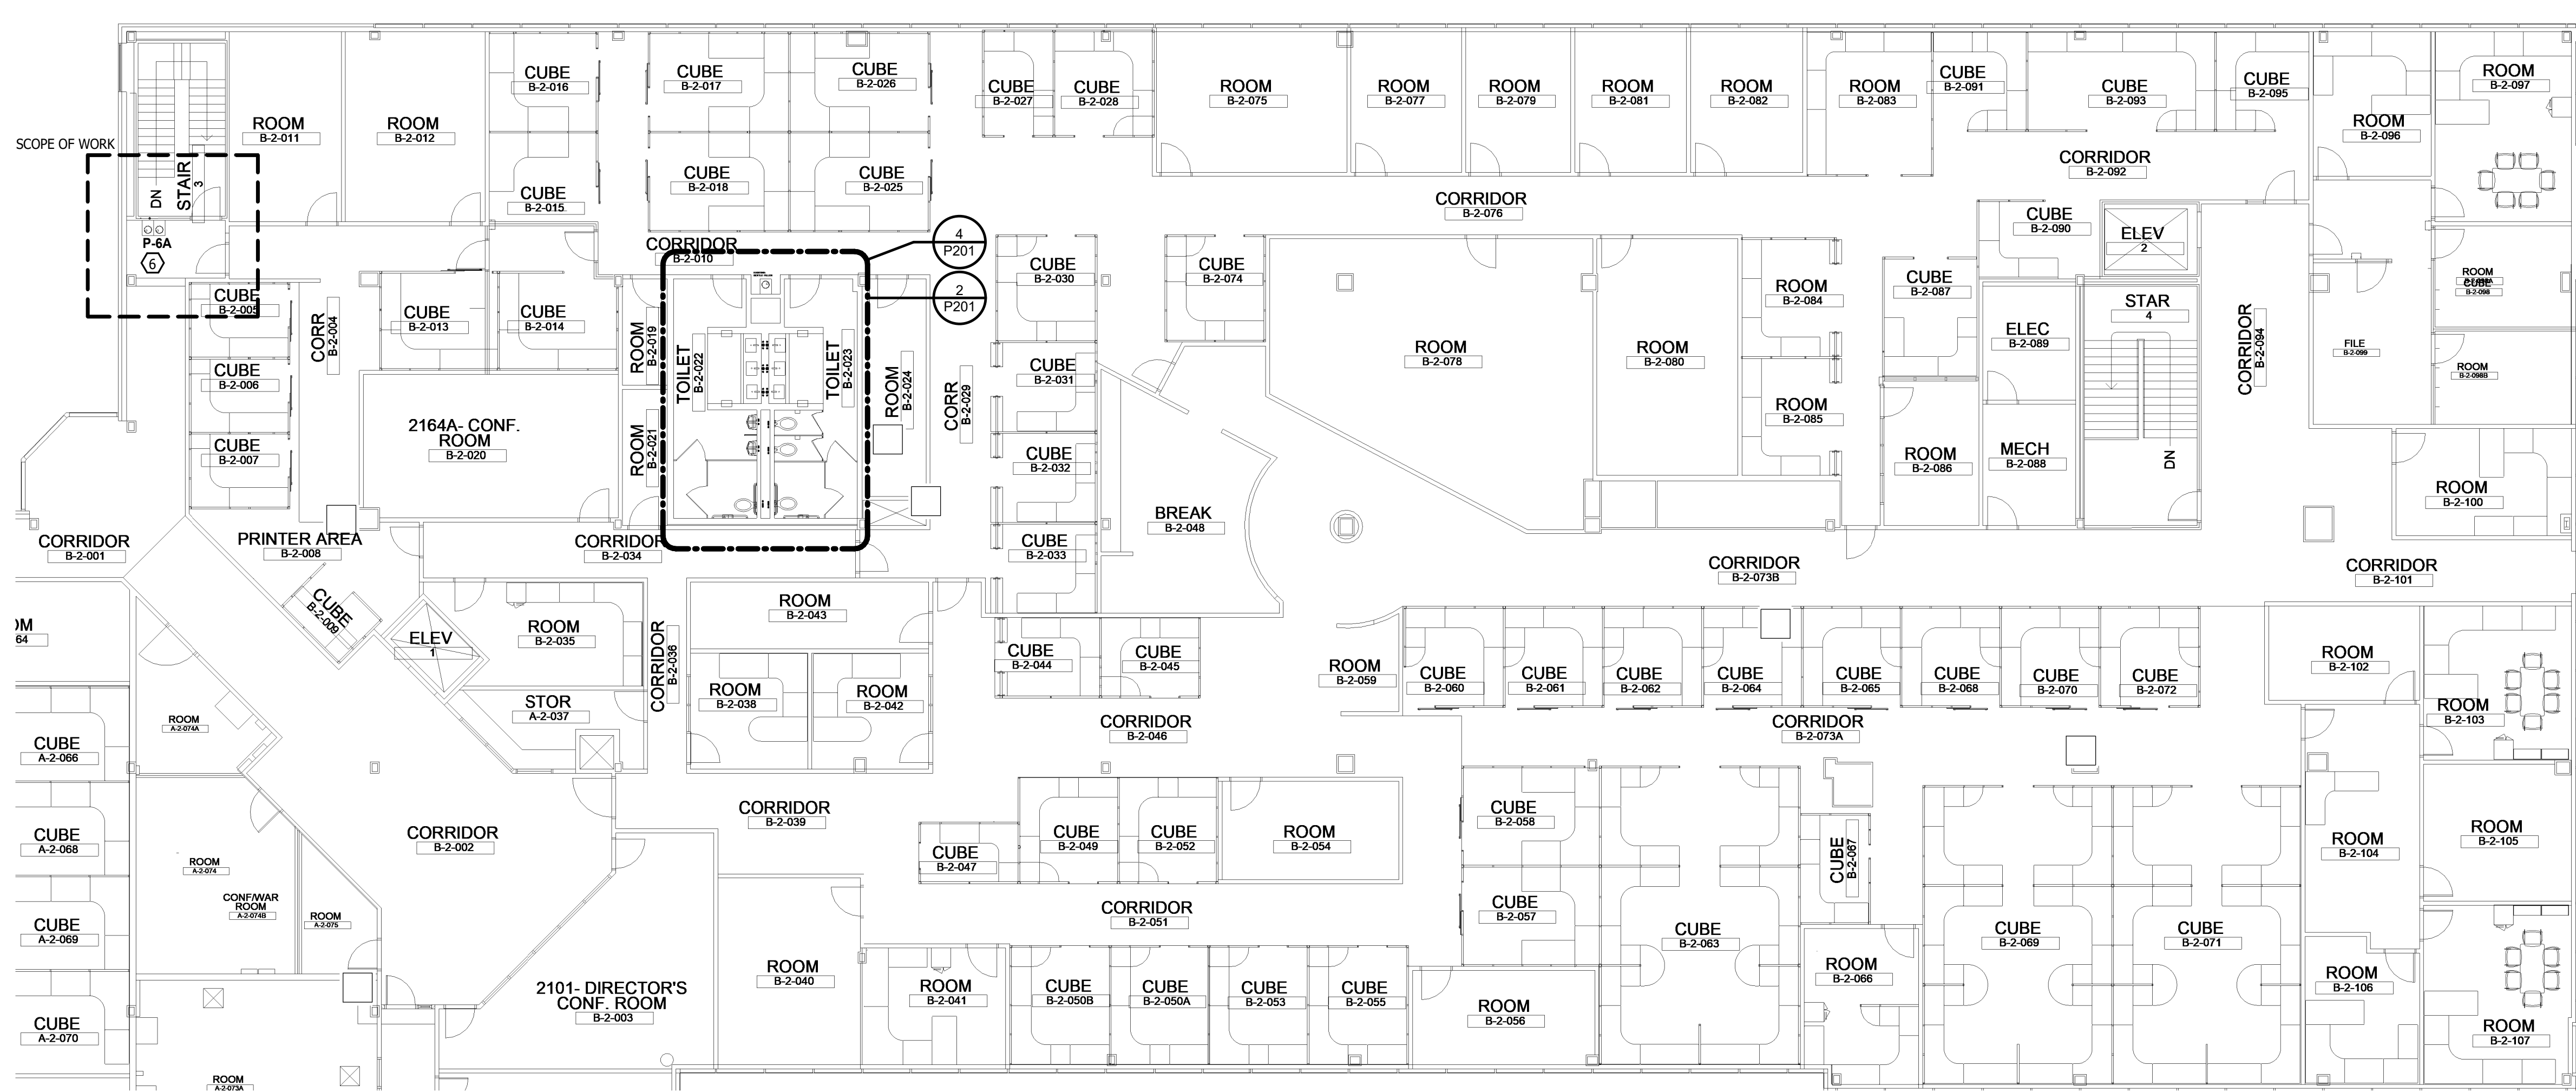 SCOPE OF WORK
STAIR
3
DN
P-6A
6
ROOM
B-2-011
ROOM
B-2-012
CUBE
B-2-016
CUBE
B-2-015
CUBE
B-2-017
CUBE
B-2-026
CUBE
B-2-018
CUBE
B-2-025
CUBE
B-2-027
CUBE
B-2-028
ROOM
B-2-075
ROOM
B-2-077
ROOM
B-2-079
ROOM
B-2-081
ROOM
B-2-082
ROOM
B-2-083
CUBE
B-2-091
CUBE
B-2-093
CUBE
B-2-095
ROOM
B-2-096
ROOM
B-2-097
CORRIDOR
B-2-092
CORRIDOR
B-2-076
CORRIDOR
B-2-010
4
P201
2
P201
CUBE
B-2-005
CUBE
B-2-006
CUBE
B-2-007
CORR
B-2-004
CUBE
B-2-013
CUBE
B-2-014
ROOM
B-2-019
TOILET
B-2-022
TOILET
B-2-023
ROOM
B-2-024
ROOM
B-2-021
CORR
B-2-029
2164A- CONF.
ROOM
B-2-020
CUBE
B-2-030
CUBE
B-2-031
CUBE
B-2-032
CUBE
B-2-033
CUBE
B-2-074
BREAK
B-2-048
ROOM
B-2-078
ROOM
B-2-080
ROOM
B-2-084
ROOM
B-2-085
CUBE
B-2-087
CUBE
B-2-090
ELEV
2
ELEC
B-2-089
STAR
4
DN
ROOM
B-2-086
MECH
B-2-088
CORRIDOR
B-2-094
ROOM
CUBE
B-2-098
FILE
B-2-099
ROOM
B-2-098B
ROOM
B-2-100
CORRIDOR
B-2-001
PRINTER AREA
B-2-008
CORRIDOR
B-2-034
CORRIDOR
B-2-073B
CORRIDOR
B-2-101
CUBE
B-2-009
ELEV
1
ROOM
B-2-035
CORRIDOR
B-2-036
ROOM
B-2-043
ROOM
B-2-038
ROOM
B-2-042
STOR
A-2-037
CUBE
B-2-044
CUBE
B-2-045
ROOM
B-2-059
CUBE
B-2-060
CUBE
B-2-061
CUBE
B-2-062
CUBE
B-2-064
CUBE
B-2-065
CUBE
B-2-068
CUBE
B-2-070
CUBE
B-2-072
ROOM
B-2-102
ROOM
B-2-103
OM
64
ROOM
A-2-074A
CORRIDOR
B-2-046
CORRIDOR
B-2-073A
CUBE
A-2-066
CUBE
A-2-068
CUBE
A-2-069
CUBE
A-2-070
ROOM
A-2-074
CONF/WAR
ROOM
A-2-074B
ROOM
A-2-075
ROOM
A-2-073A
CORRIDOR
B-2-002
CORRIDOR
B-2-039
CUBE
B-2-047
CUBE
B-2-049
CUBE
B-2-052
ROOM
B-2-054
CORRIDOR
B-2-051
CUBE
B-2-058
CUBE
B-2-057
CUBE
B-2-063
CUBE
B-2-067
CUBE
B-2-069
CUBE
B-2-071
ROOM
B-2-104
ROOM
B-2-105
2101- DIRECTOR'S
CONF. ROOM
B-2-003
ROOM
B-2-040
ROOM
B-2-041
CUBE
B-2-050B
CUBE
B-2-050A
CUBE
B-2-053
CUBE
B-2-055
ROOM
B-2-056
ROOM
B-2-066
ROOM
B-2-106
ROOM
B-2-107